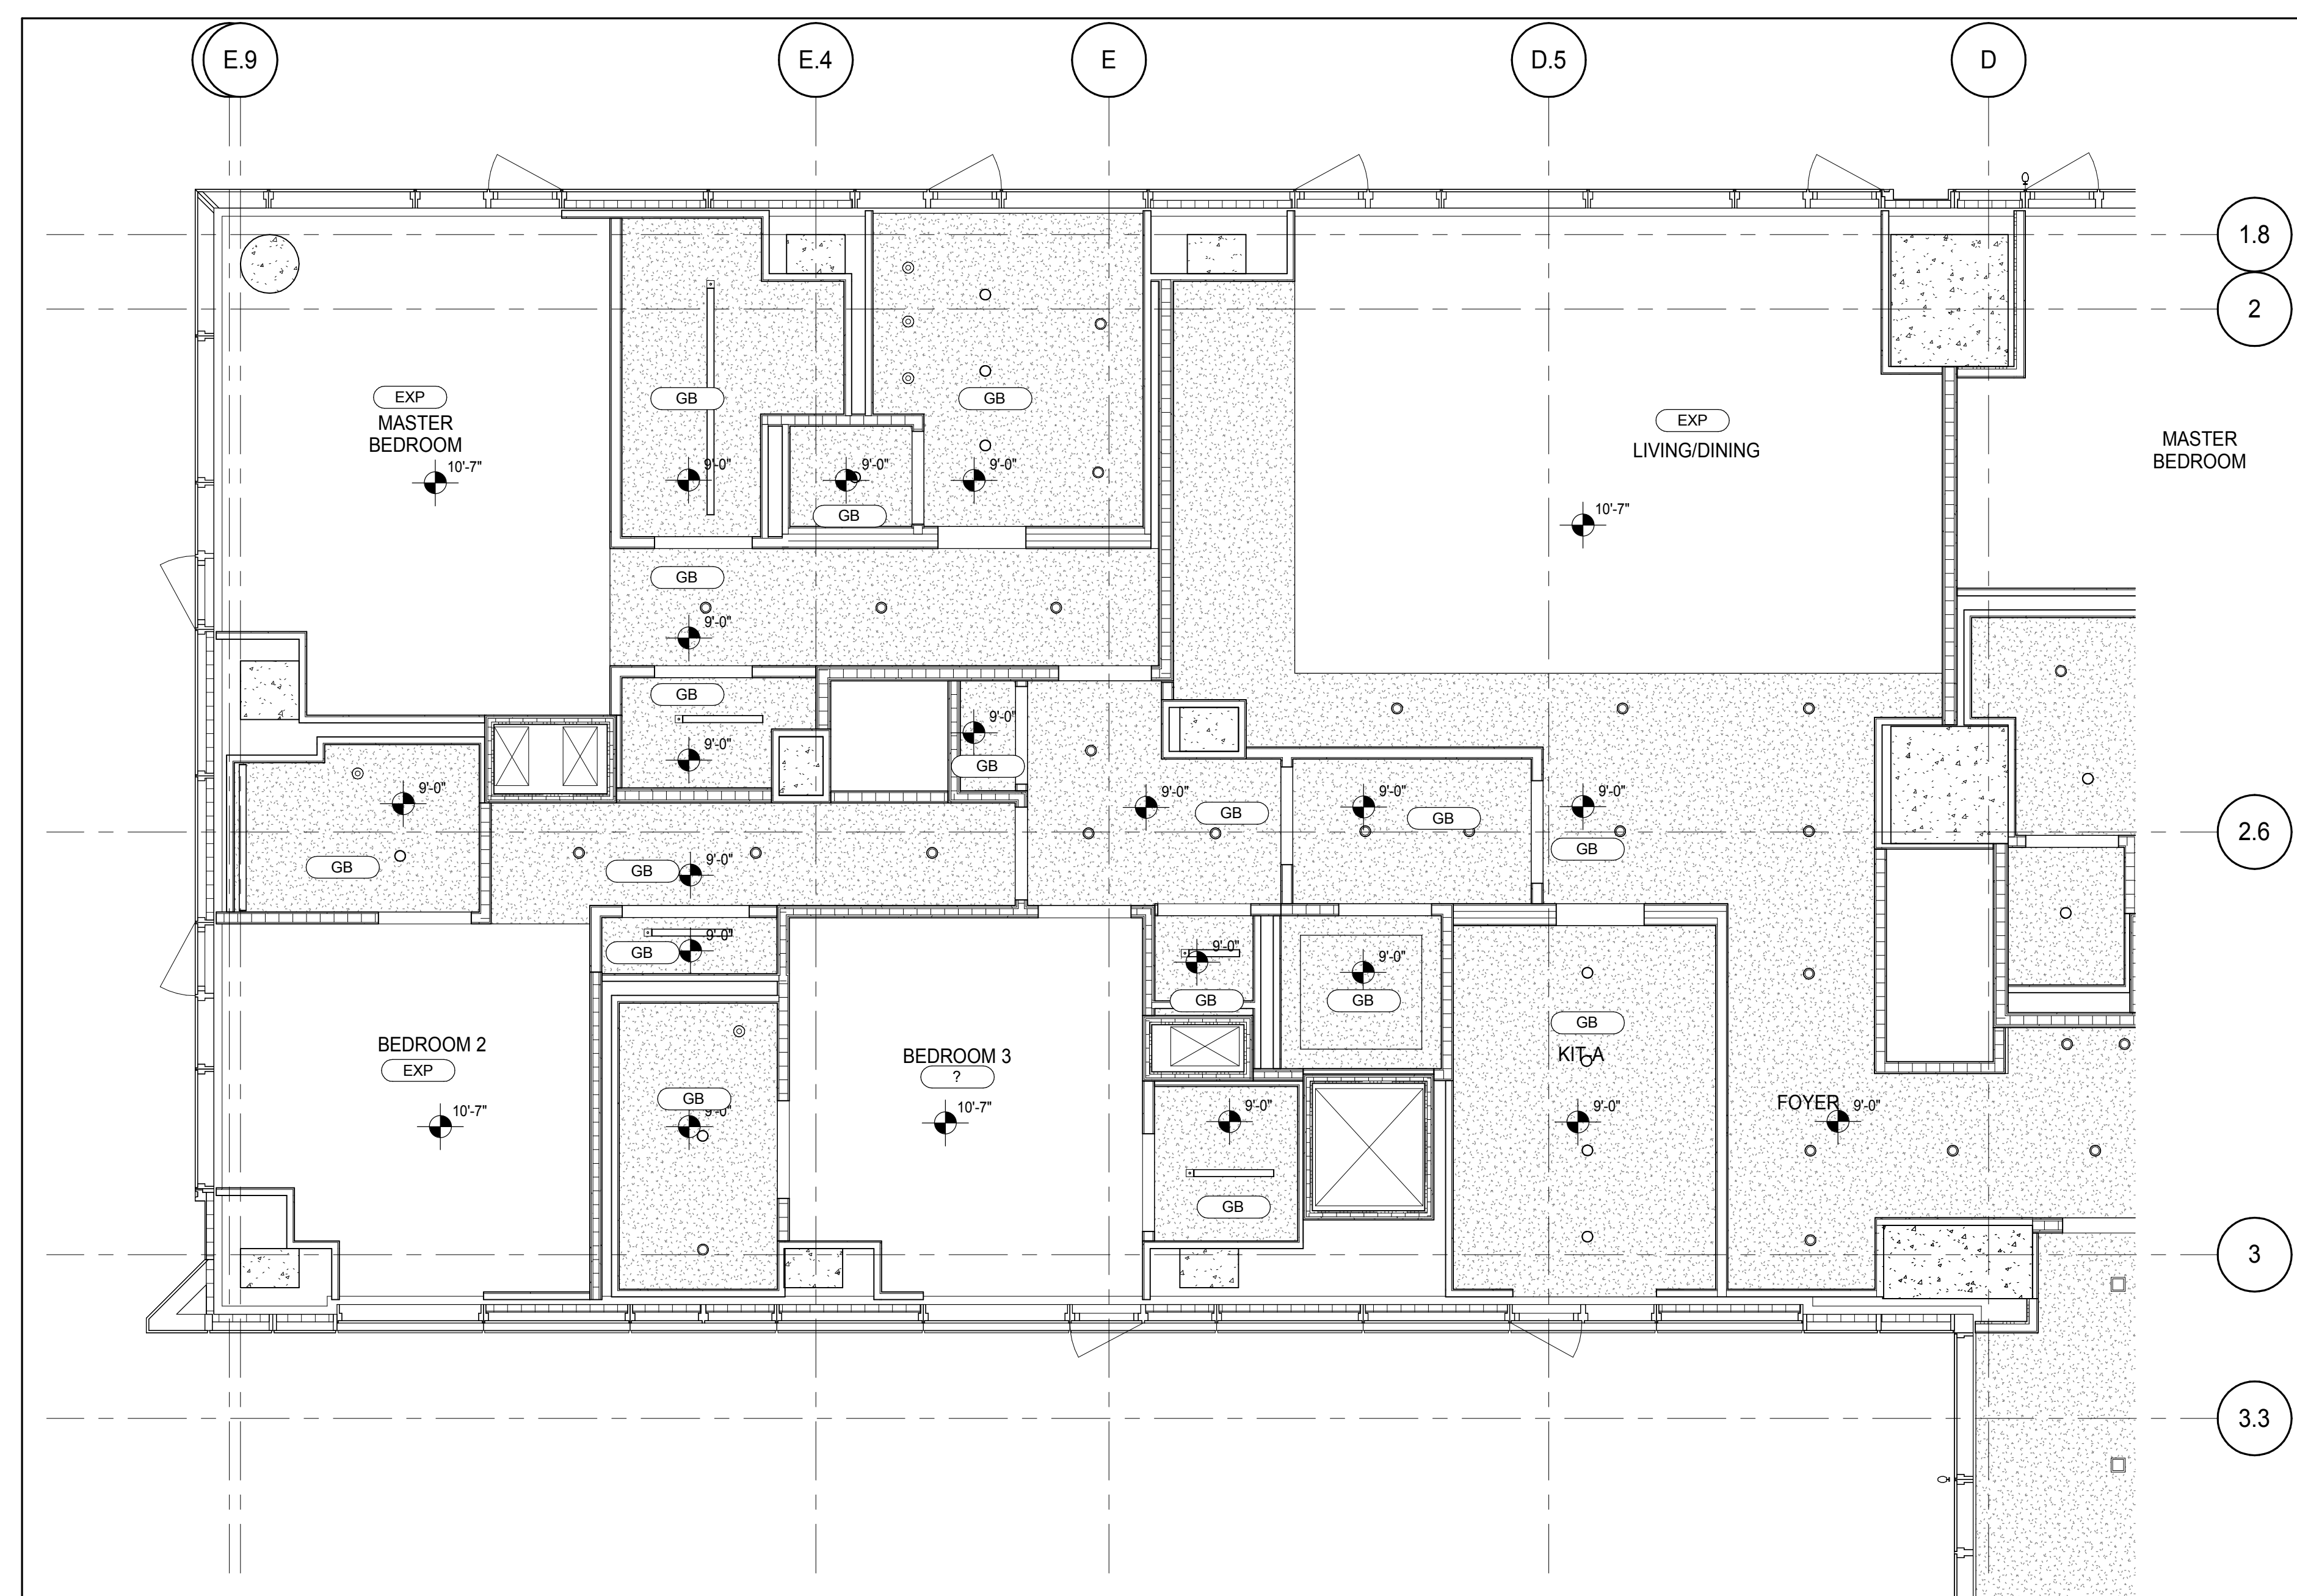 E.9
E.4
E
D.5
D
1.8
2
EXP
MASTER
BEDROOM
10'-7"
GB
9'-0"
GB
9'-0"
GB
9'-0"
EXP
LIVING/DINING
10'-7"
MASTER
BEDROOM
GB
9'-0"
GB
9'-0"
9'-0"
GB
9'-0"
GB
9'-0"
GB
9'-0"
GB
9'-0"
GB
2.6
GB
9'-0"
GB
9'-0"
9'-0"
GB
9'-0"
GB
BEDROOM 2
EXP
10'-7"
GB
9'-0"
BEDROOM 3
?
10'-7"
9'-0"
GB
GB
KIT-A
9'-0"
FOYER
9'-0"
3
3.3